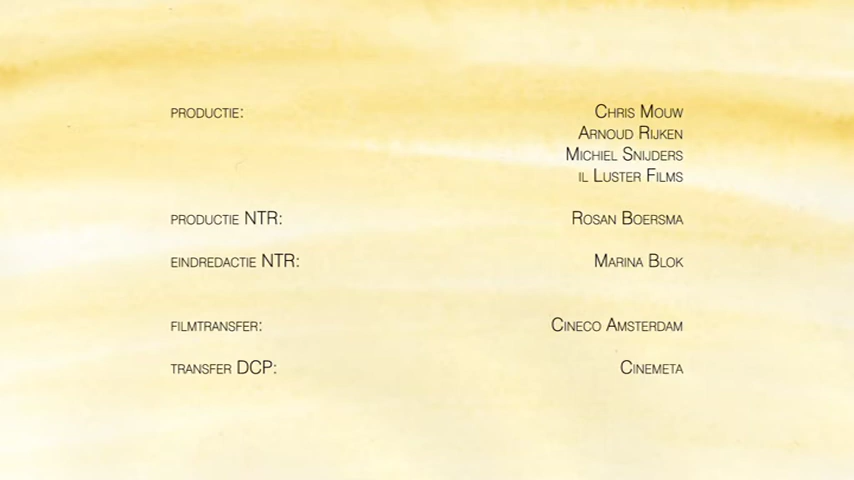 PRODUCTIE: CHRIS MOUW
ARNOUD RIJKEN
MICHIEL SNIJDERS
IL LUSTER FILMS
PRODUCTIE NTR: ROSAN BOERSMA
EINDREDACTIE NTR: MARINA BLOK
FILMTRANSFER: CINECO AMSTERDAM
TRANSFER DCP: CINEMETA